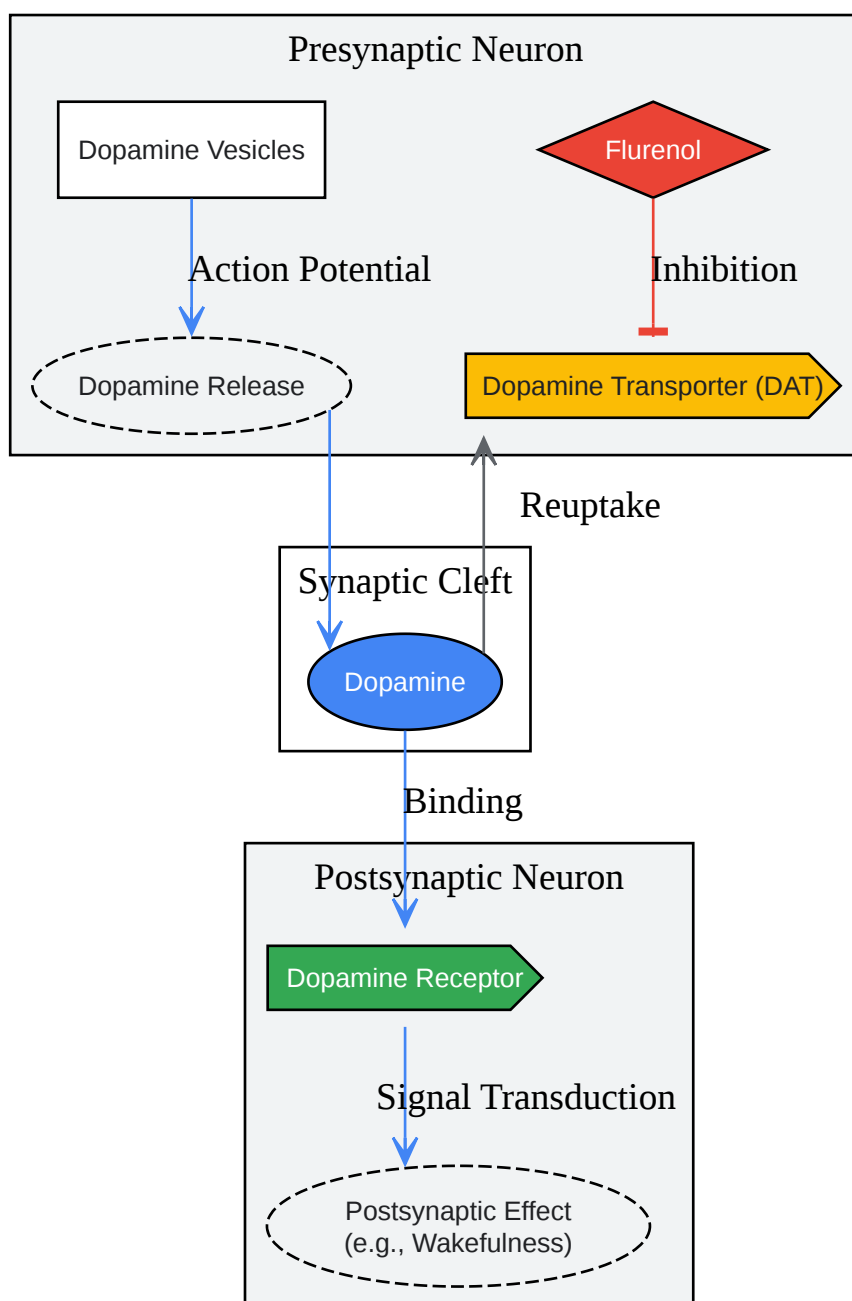 Presynaptic Neuron
Dopamine Vesicles
Flurenol
Action Potential
Inhibition
Dopamine Release
Dopamine Transporter (DAT)
Reuptake
Synaptic Cleft
Dopamine
Binding
Postsynaptic Neuron
Dopamine Receptor
Signal Transduction
Postsynaptic Effect
(e.g., Wakefulness)